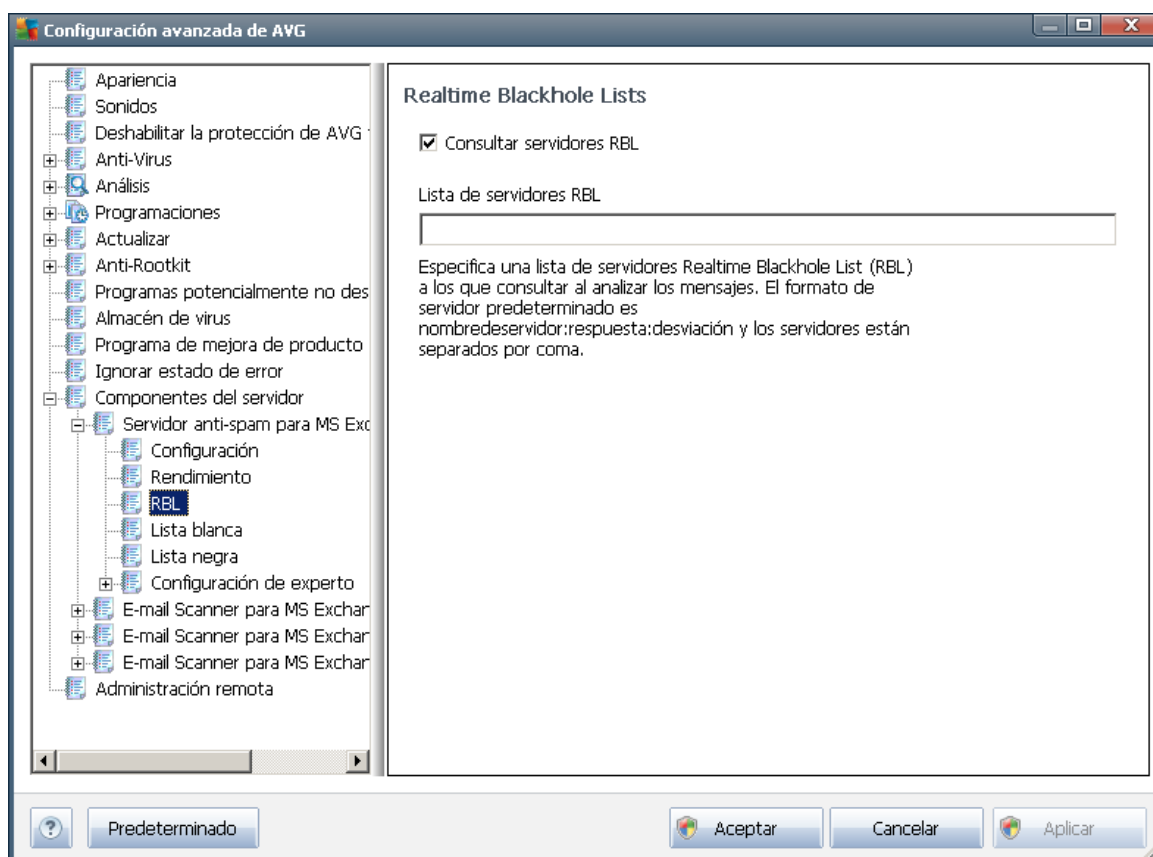 Configuración avanzada de AVG
Apariencia
Sonidos
Deshabilitar la protección de AVG
Anti-Virus
Análisis
Programaciones
Actualizar
Anti-Rootkit
Programas potencialmente no des
Almacén de virus
Programa de mejora de producto
Ignorar estado de error
Componentes del servidor
Servidor anti-spam para MS Exc
Configuración
Rendimiento
RBL
Lista blanca
Lista negra
Configuración de experto
E-mail Scanner para MS Exchan
E-mail Scanner para MS Exchan
E-mail Scanner para MS Exchan
Administración remota
Realtime Blackhole Lists
Consultar servidores RBL
Lista de servidores RBL
Especifica una lista de servidores Realtime Blackhole List (RBL)
a los que consultar al analizar los mensajes. El formato de
servidor predeterminado es
nombredeservidor:respuesta:desviación y los servidores están
separados por coma.
?
Predeterminado
Aceptar
Cancelar
Aplicar